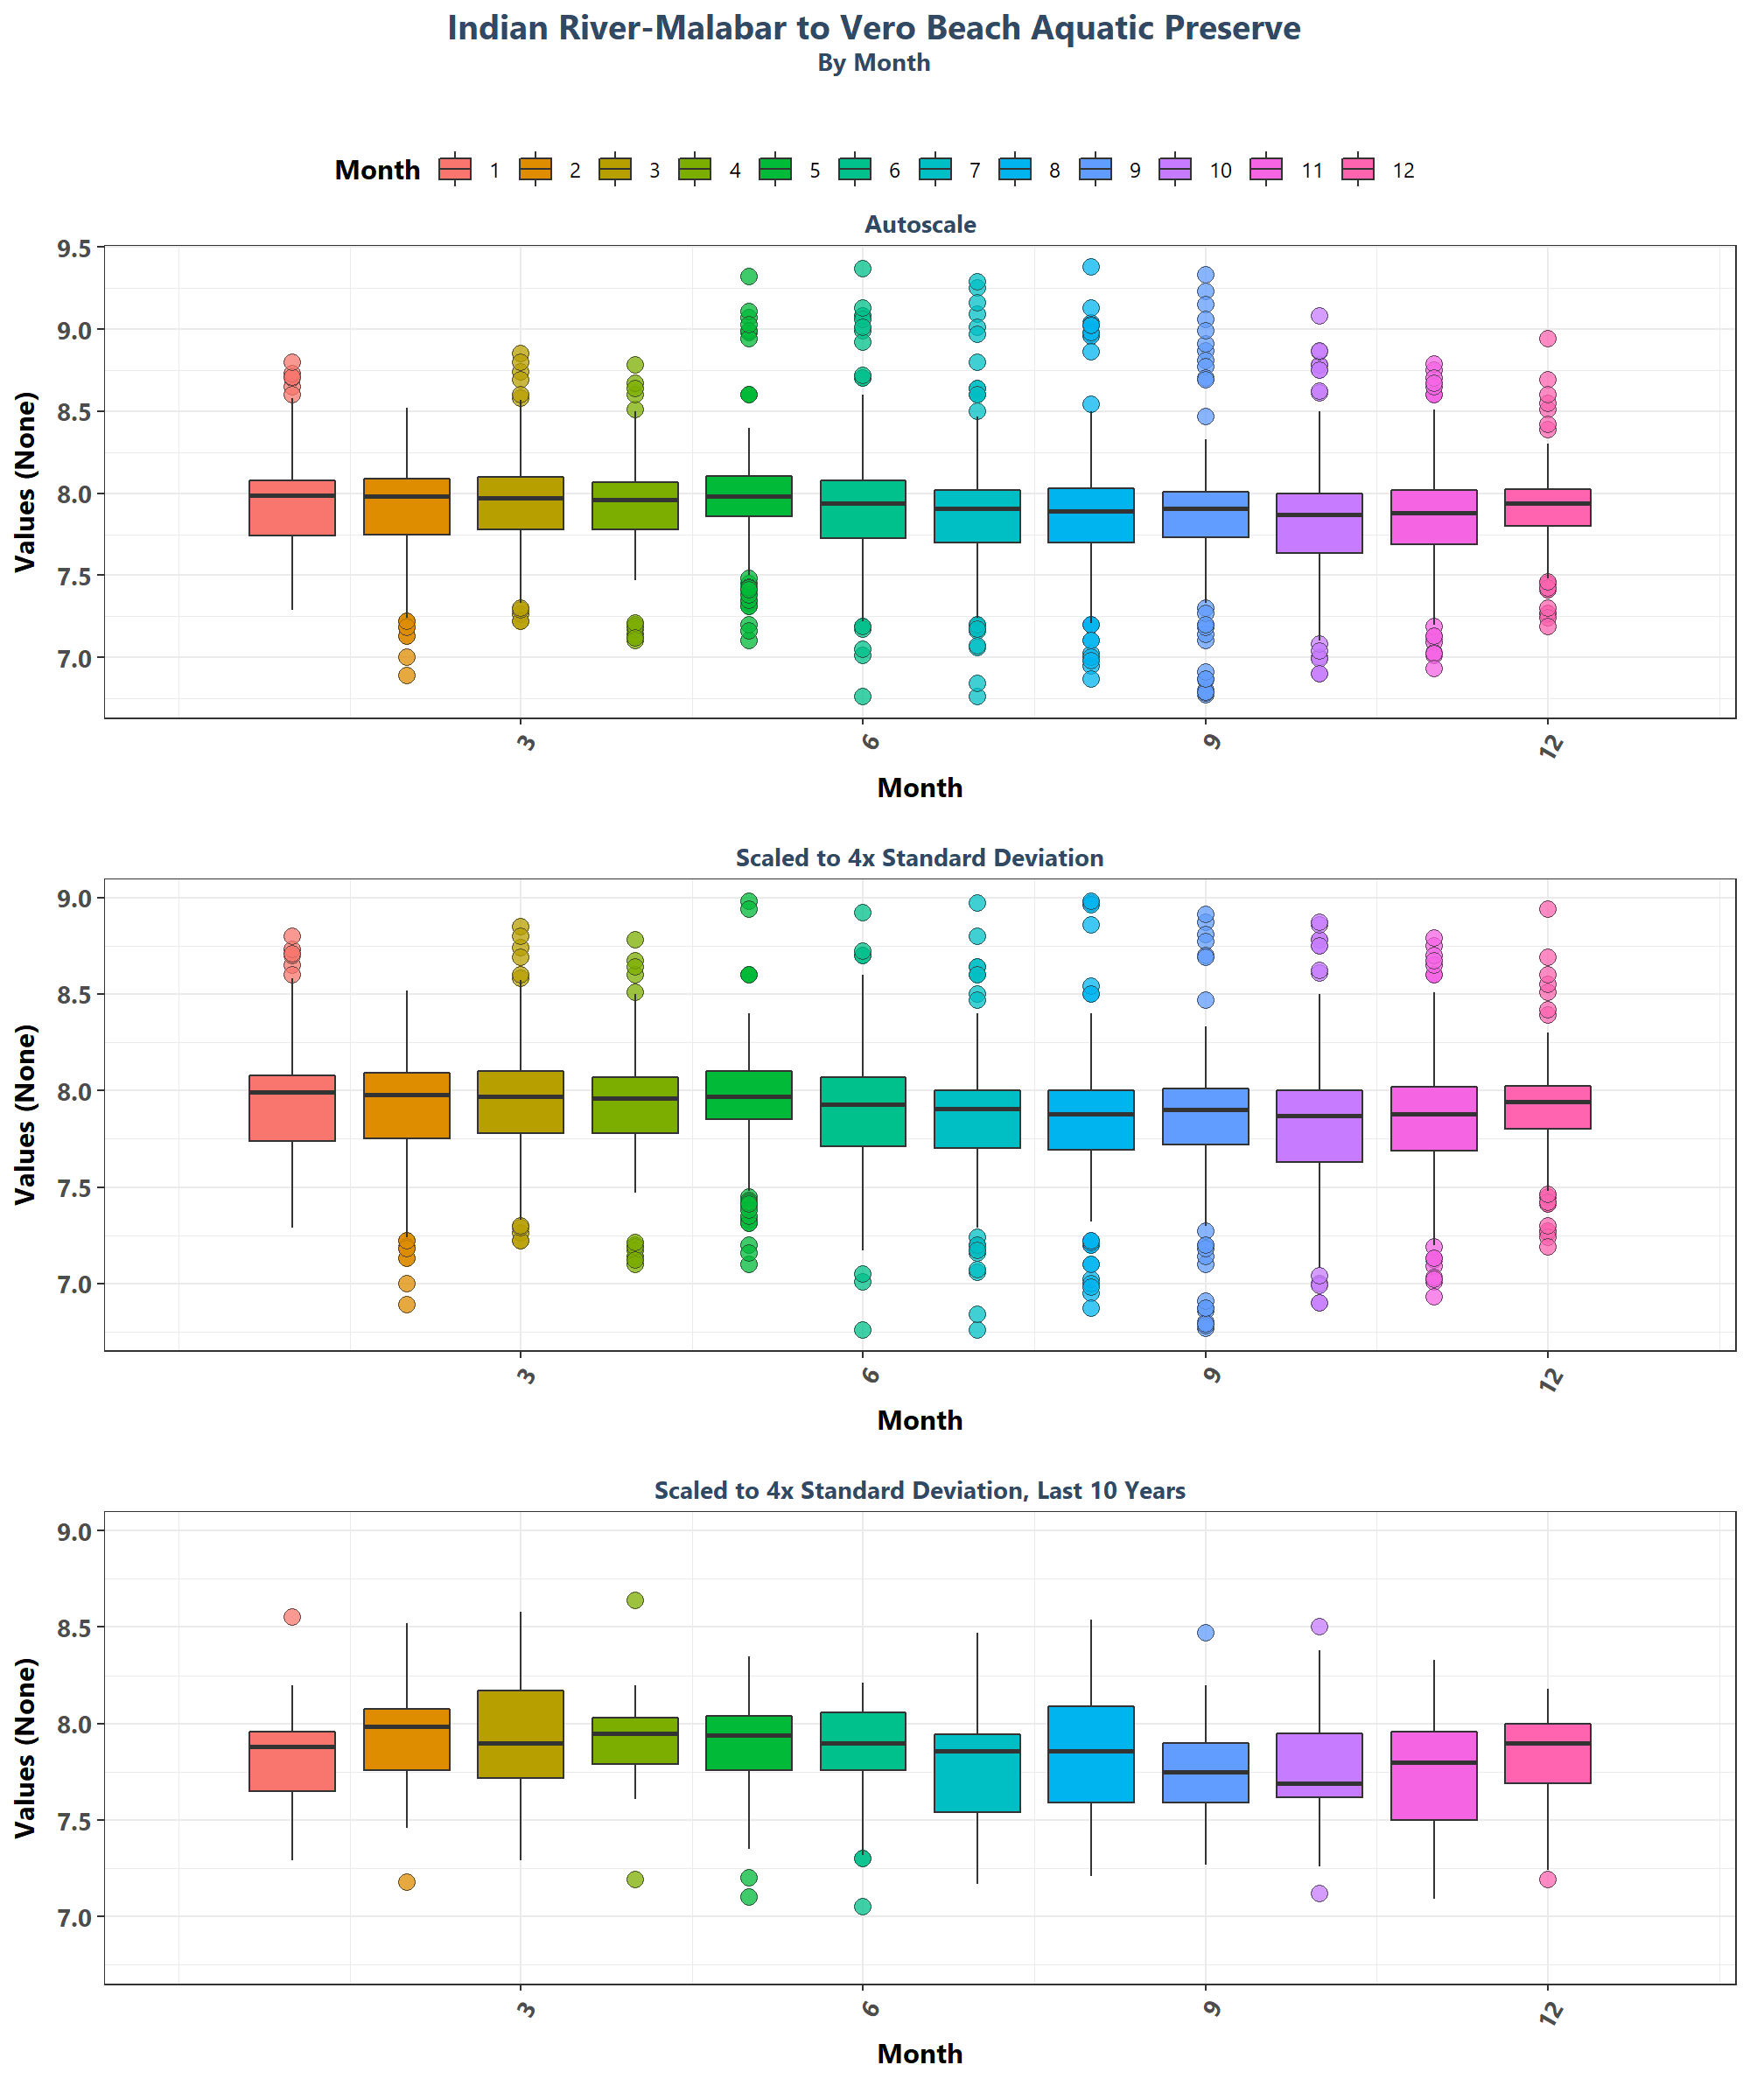 Indian River-Malabar to Vero Beach Aquatic Preserve
By Month
Month 1 2 3 4 5 6 7 8 9 10 11 12
Autoscale
9.5
9.0
8.5
8.0
7.5
7.0
Values (None)
3 6 9 12
Month
Scaled to 4x Standard Deviation
9.0
8.5
8.0
7.5
7.0
Values (None)
3 6 9 12
Month
Scaled to 4x Standard Deviation, Last 10 Years
9.0
8.5
8.0
7.5
7.0
Values (None)
3 6 9 12
Month